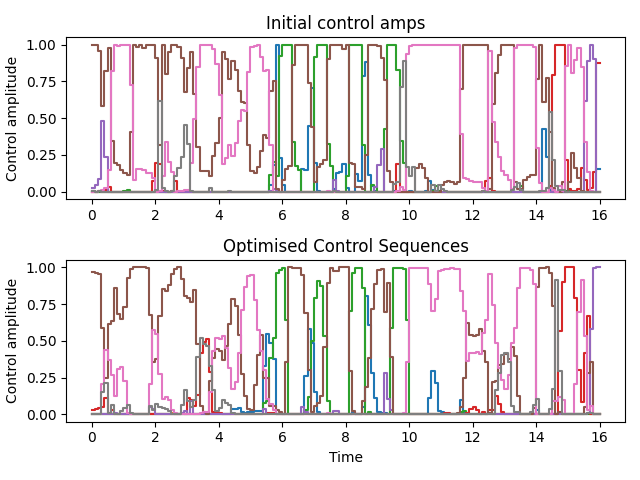 Initial control amps
Control amplitude
1.00
0.75
0.50
0.25
0.00
0 2 4 6 8 10 12 14 16
Optimised Control Sequences
Control amplitude
1.00
0.75
0.50
0.25
0.00
0 2 4 6 8 10 12 14 16
Time